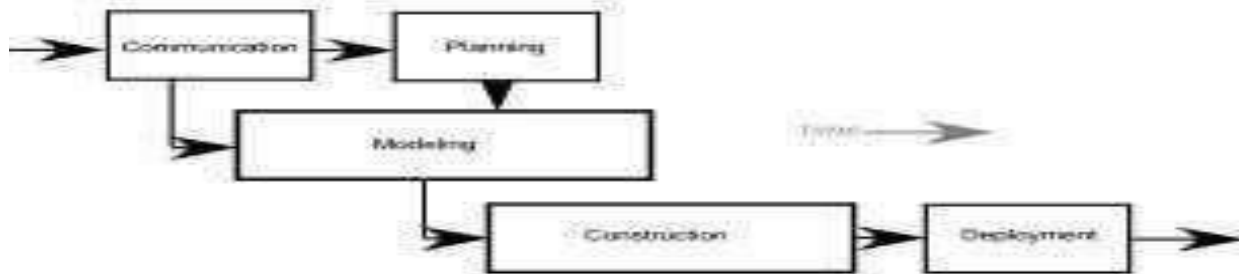 Communication
Planning
Modeling
Time
Construction
Deployment